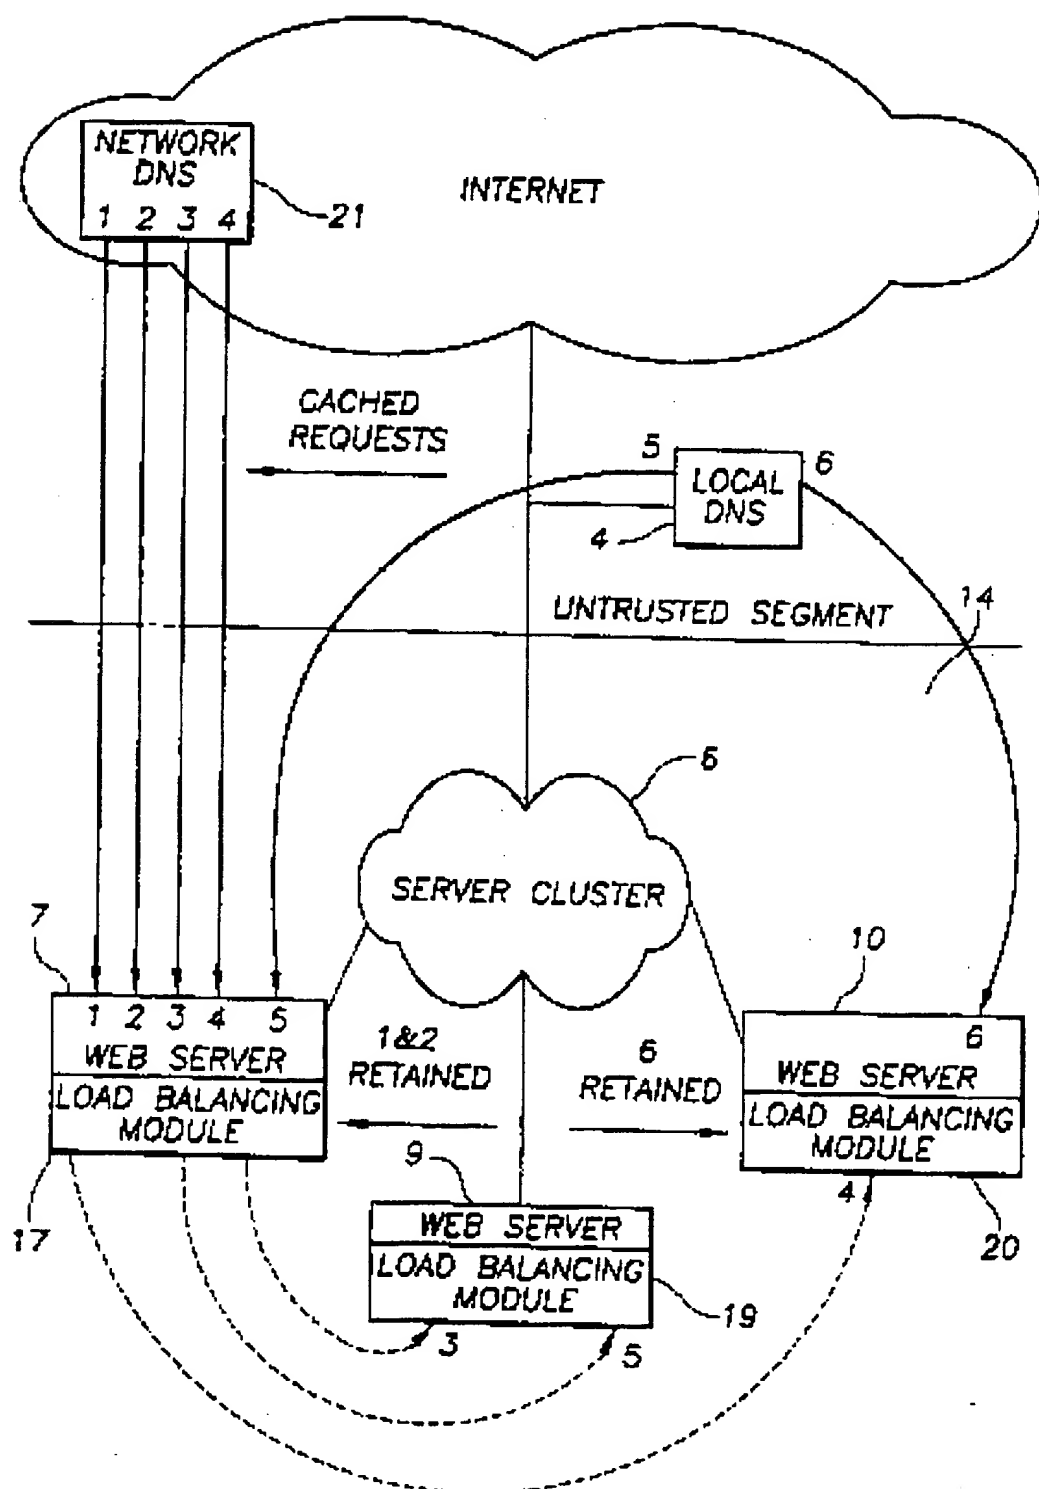 NETWORK
DNS
1 2 3 4
21
INTERNET
CACHED
REQUESTS
5
6
LOCAL
DNS
4
UNTRUSTED SEGMENT
14
6
SERVER CLUSTER
7
10
1 2 3 4 5
WEB SERVER
LOAD BALANCING
MODULE
17
1&2
RETAINED
6
RETAINED
6
WEB SERVER
LOAD BALANCING
MODULE
4
20
9
WEB SERVER
LOAD BALANCING
MODULE
19
3
5